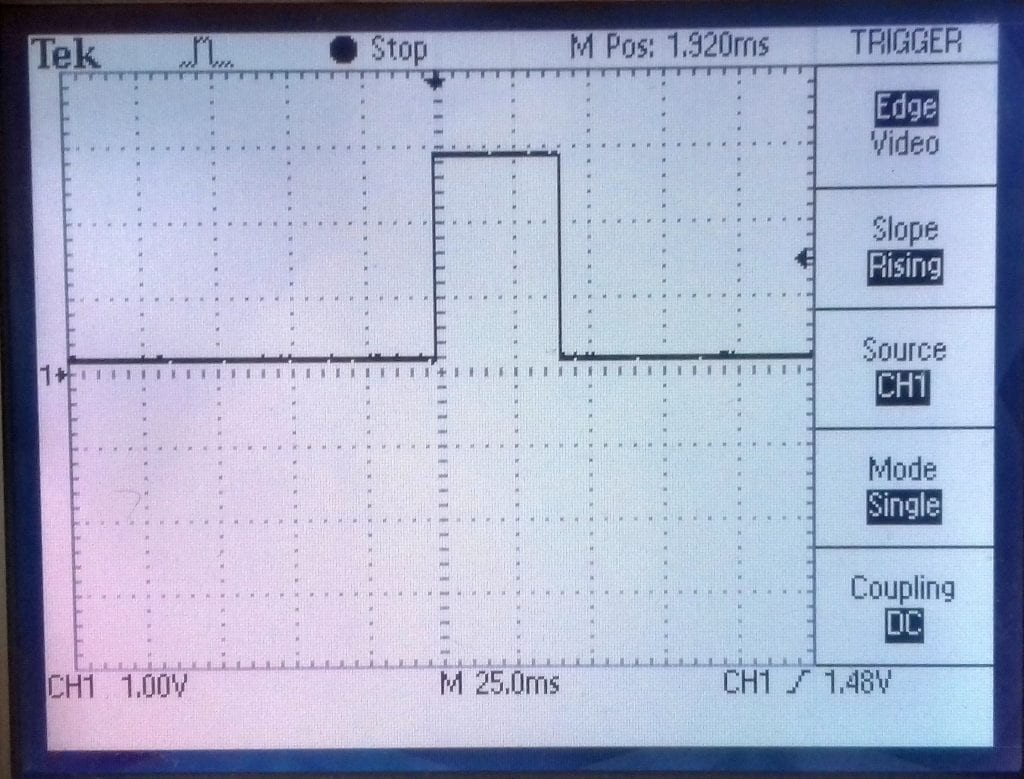 Tek Stop M Pos: 1.920ms TRIGGER
Edge
Video
Slope
Rising
Source
CH1
1
Mode
Single
Coupling
DC
CH1 1.00V M 25.0ms CH1 1.48V